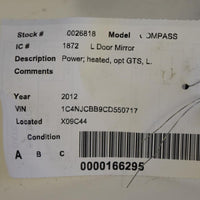 Stock # 0026818 Model COMPASS
IC # 1872 L Door Mirror
Description Power; heated, opt GTS, L.
Comments
Year 2012
VIN 1C4NJCBB9CD550717
Located X09C44
Condition
A B C
0000166295